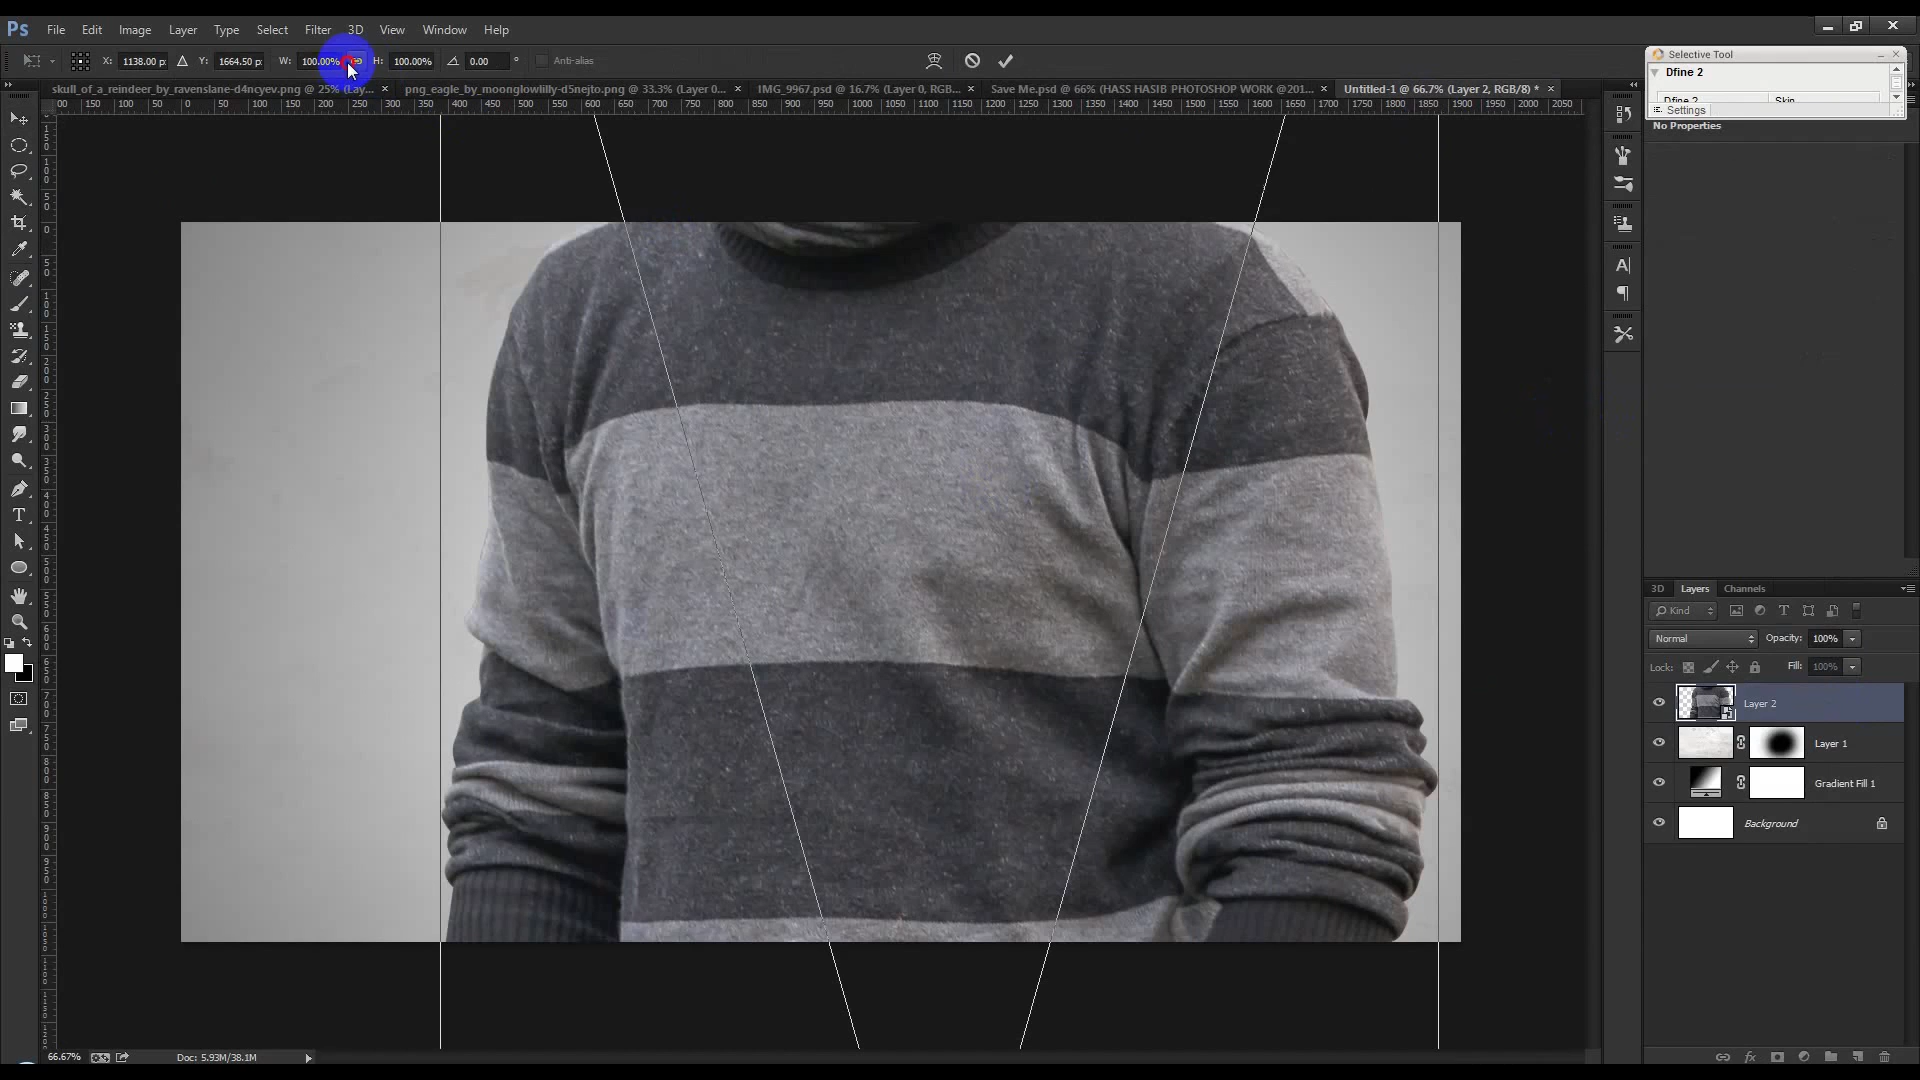 Ps File Edit Image Layer Type Select Filter 3D View Window Help
X: 1138.00 p Y: 1664.50 p W: 100.00% H: 100.00% 0.00 ° Anti-alias
Selective Tool
Dfine 2
Dfine 2 Skin
Settings
No Properties
skull_of_a_reindeer_by_ravenslane-d4ncyev.png @ 25% (Lay... × png_eagle_by_moonglowlilly-d5nejto.png @ 33.3% (Layer 0... × IMG_9967.psd @ 16.7% (Layer 0, RGB... × Save Me.psd @ 66% (HASS HASIB PHOTOSHOP WORK @201... × Untitled-1 @ 66.7% (Layer 2, RGB/8) * ×
00 150 100 50 0 50 100 150 200 250 300 350 400 450 500 550 600 650 700 750 800 850 900 950 1000 1050 1100 1150 1200 1250 1300 1350 1400 1450 1500 1550 1600 1650 1700 1750 1800 1850 1900 1950 2000 2050
3D Layers Channels
Kind
Normal Opacity: 100%
Lock: Fill: 100%
Layer 2
Layer 1
Gradient Fill 1
Background
66.67% Doc: 5.93M/38.1M